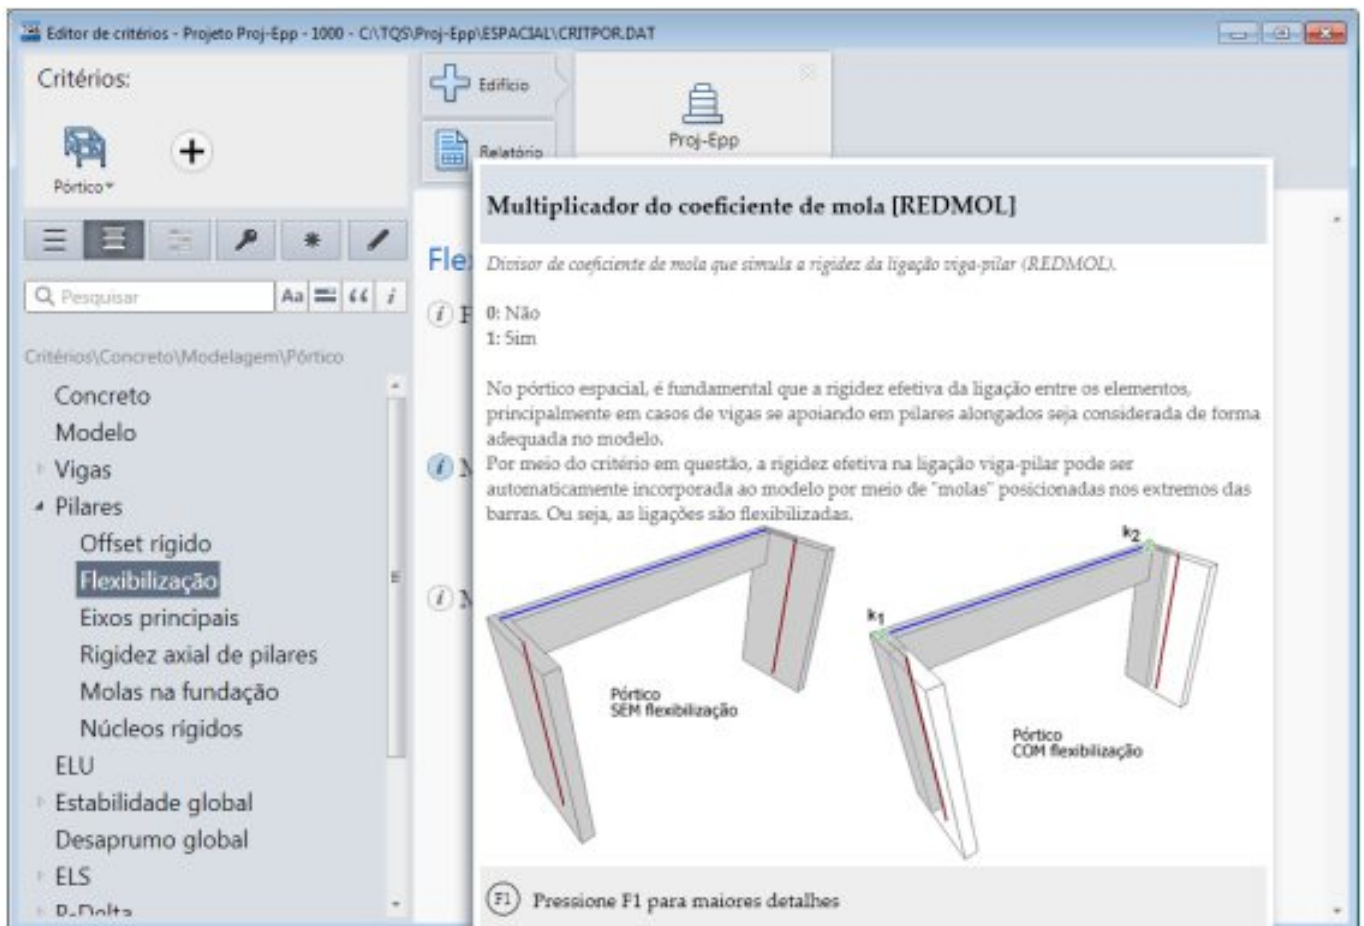 Editor de critérios - Projeto Proj-Epp - 1000 - C:\TQS\Proj-Epp\ESPACIAL\CRITPOR.DAT
Critérios:
Pórtico
Edifício
Relatório
Proj-Epp
Pesquisar
Aa
Critérios\Concreto\Modelagem\Pórtico
Concreto
Modelo
Vigas
Pilares
Offset rígido
Flexibilização
Eixos principais
Rigidez axial de pilares
Molas na fundação
Núcleos rígidos
ELU
Estabilidade global
Desaprumo global
ELS
P-Delta
Fle
Multiplicador do coeficiente de mola [REDMOL]
Divisor de coeficiente de mola que simula a rigidez da ligação viga-pilar (REDMOL).
0: Não
1: Sim
No pórtico espacial, é fundamental que a rigidez efetiva da ligação entre os elementos,
principalmente em casos de vigas se apoiando em pilares alongados seja considerada de forma
adequada no modelo.
Por meio do critério em questão, a rigidez efetiva na ligação viga-pilar pode ser
automaticamente incorporada ao modelo por meio de "molas" posicionadas nos extremos das
barras. Ou seja, as ligações são flexibilizadas.
k2
k1
Pórtico
SEM flexibilização
Pórtico
COM flexibilização
F1 Pressione F1 para maiores detalhes